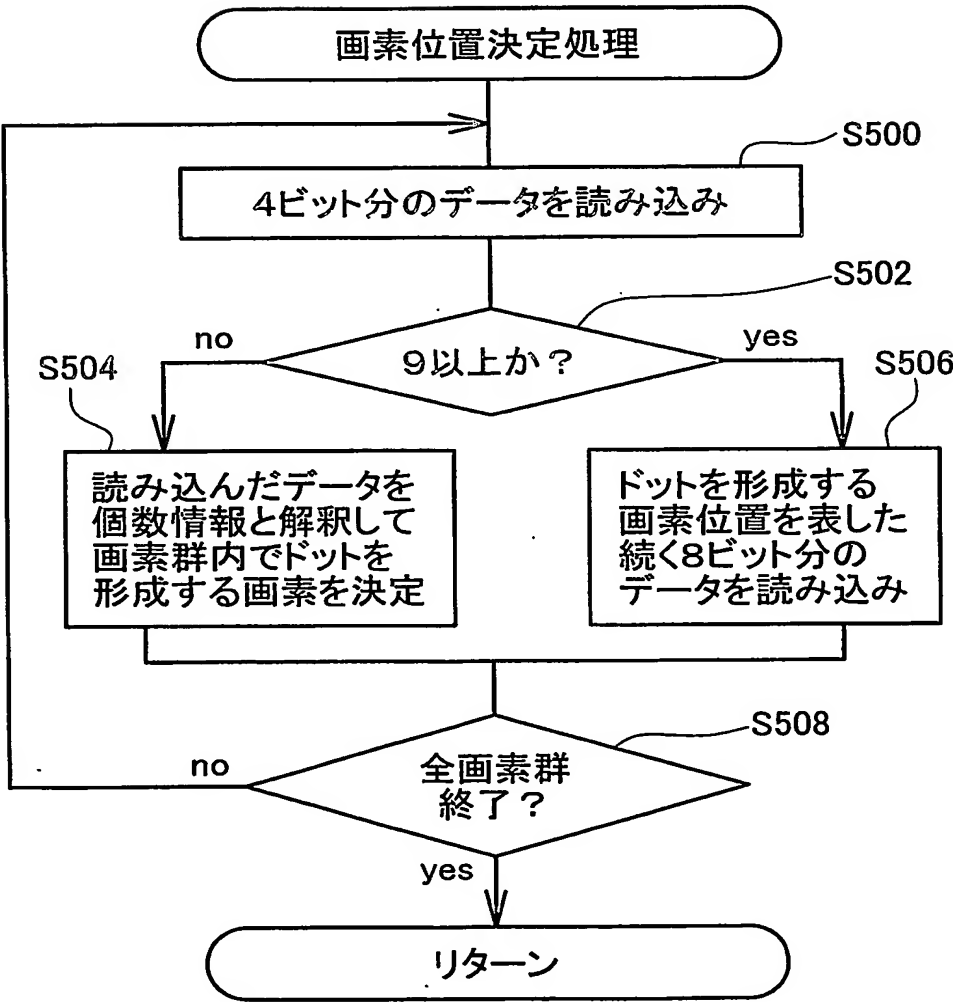 画素位置決定処理
S500
4ビット分のデータを読み込み
S502
no
9以上か？
yes
S504
S506
読み込んだデータを
個数情報と解釈して
画素群内でドットを
形成する画素を決定
ドットを形成する
画素位置を表した
続く8ビット分の
データを読み込み
S508
no
全画素群
終了？
yes
リターン